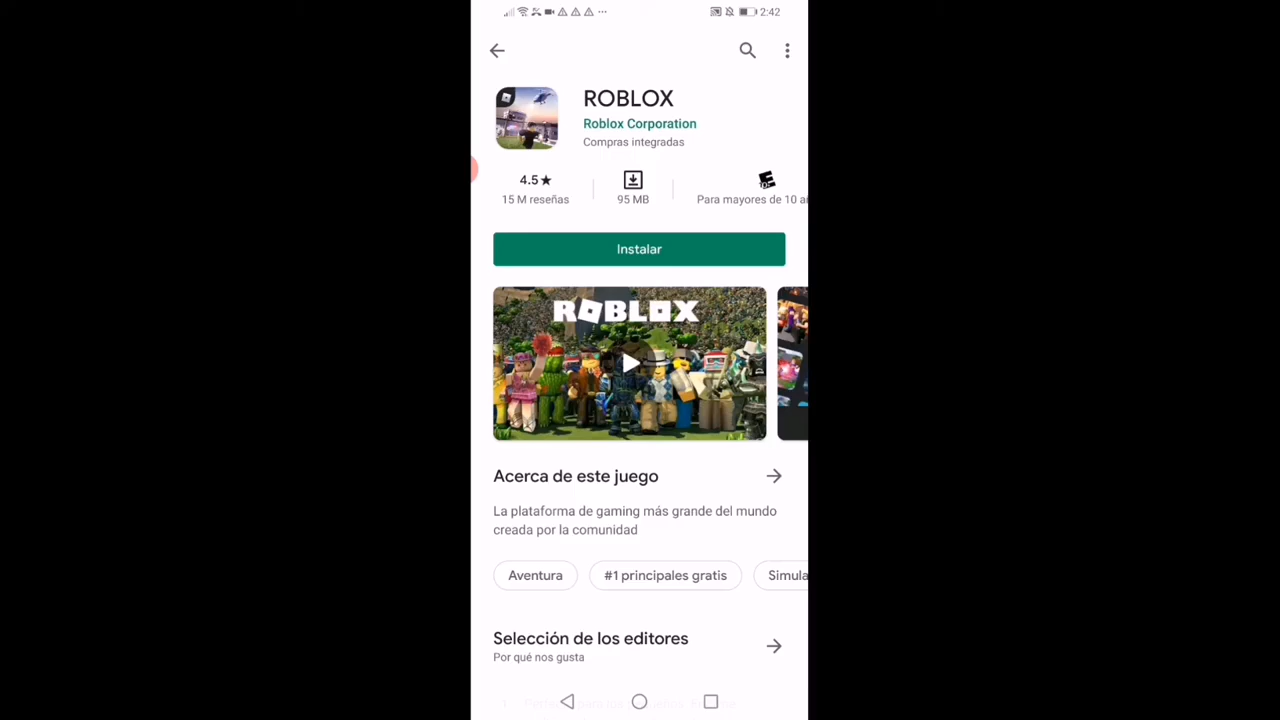 2:42
ROBLOX
Roblox Corporation
Compras integradas
4.5★
15 M reseñas
95 MB
Para mayores de 10 a
Instalar
ROBLOX
Acerca de este juego
La plataforma de gaming más grande del mundo
creada por la comunidad
Aventura
#1 principales gratis
Simula
Selección de los editores
Por qué nos gusta